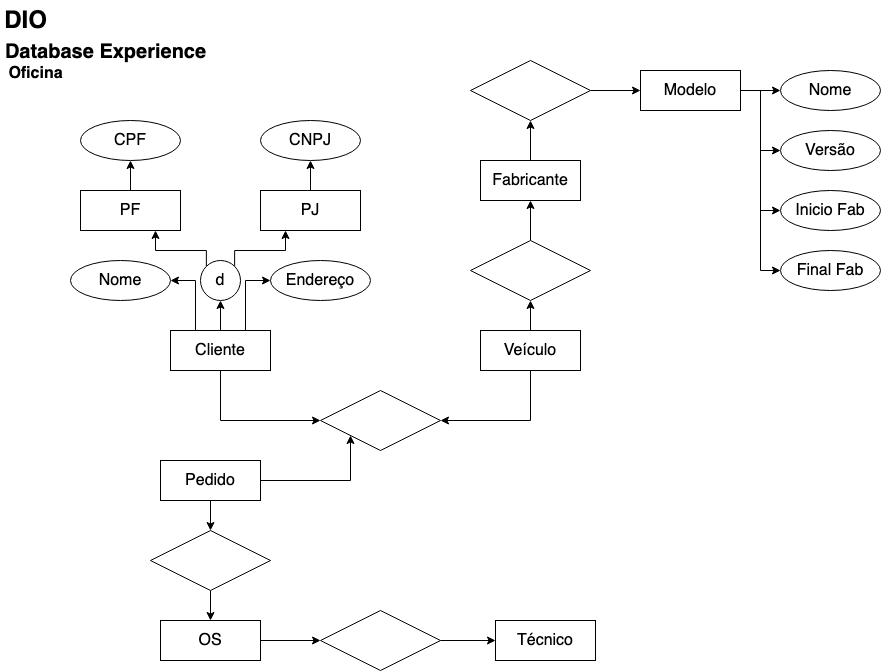 DIO
Database Experience
Oficina
Modelo
Nome
CPF
CNPJ
Versão
Fabricante
PF
PJ
Inicio Fab
Nome
d
Endereço
Final Fab
Cliente
Veículo
Pedido
OS
Técnico